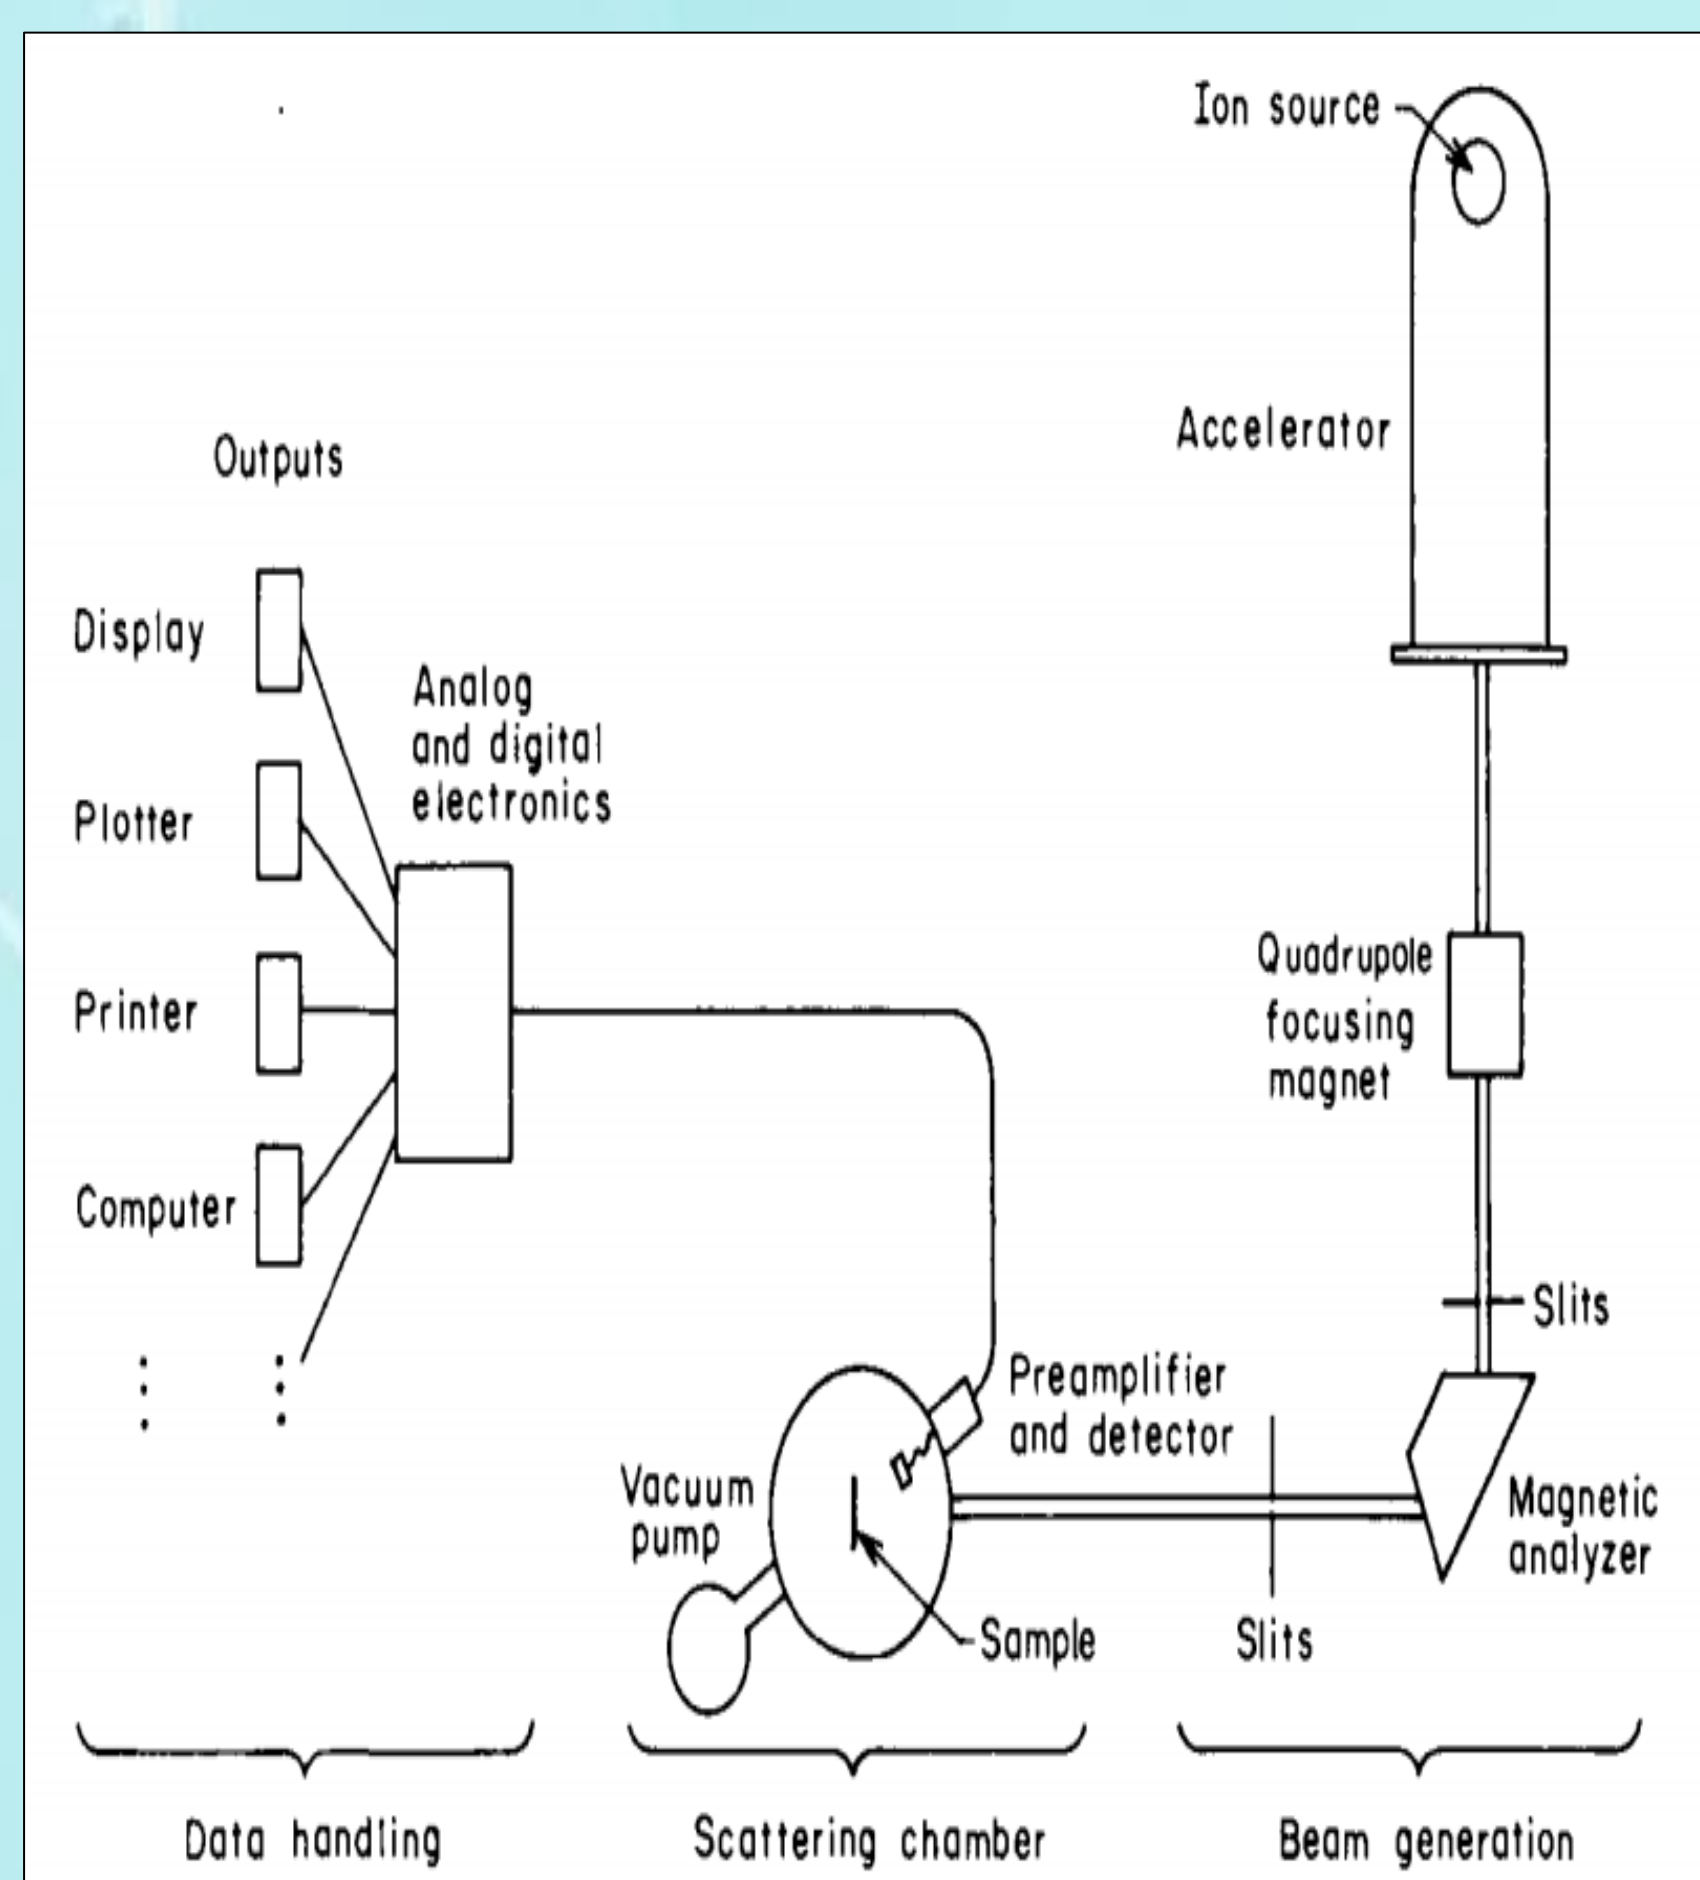 Ion source
Accelerator
Outputs
Display
Analog
and digital
electronics
Plotter
Printer
Computer
Quadrupole
focusing
magnet
Slits
Preamplifier
and detector
Vacuum
pump
Magnetic
analyzer
Sample
Slits
Data handling
Scattering chamber
Beam generation